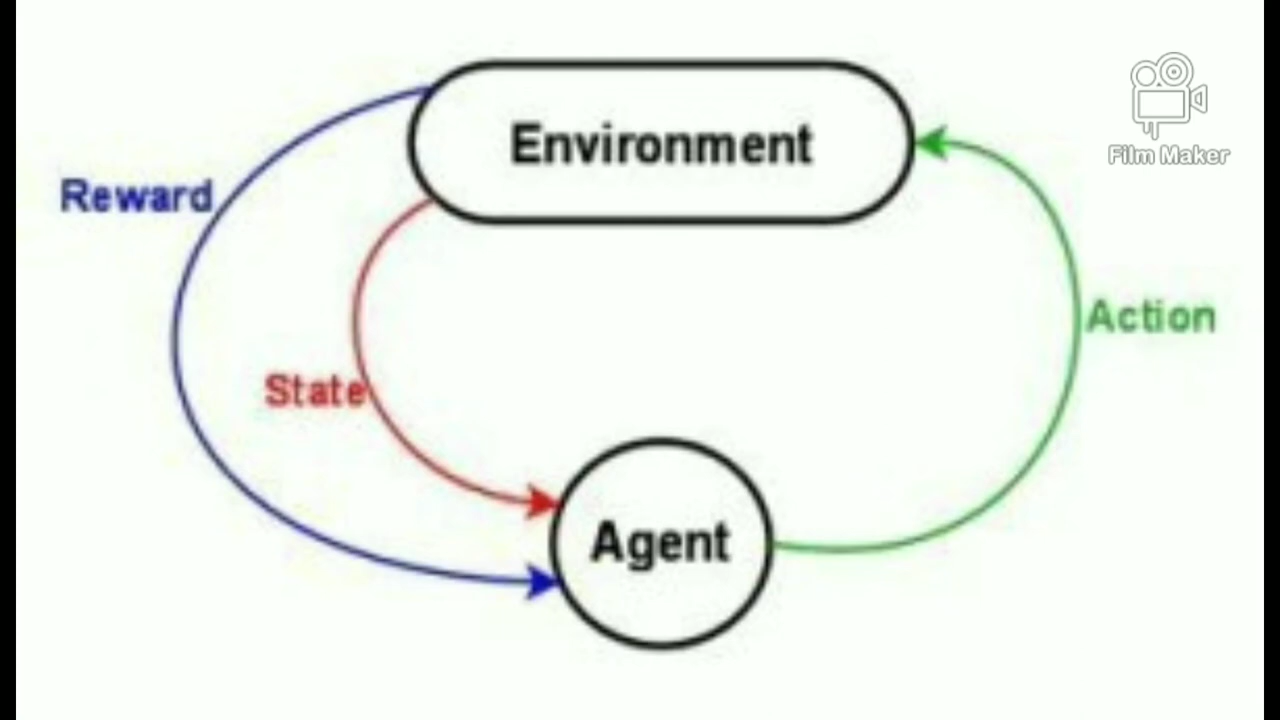 Environment
Film Maker
Reward
Action
State
Agent